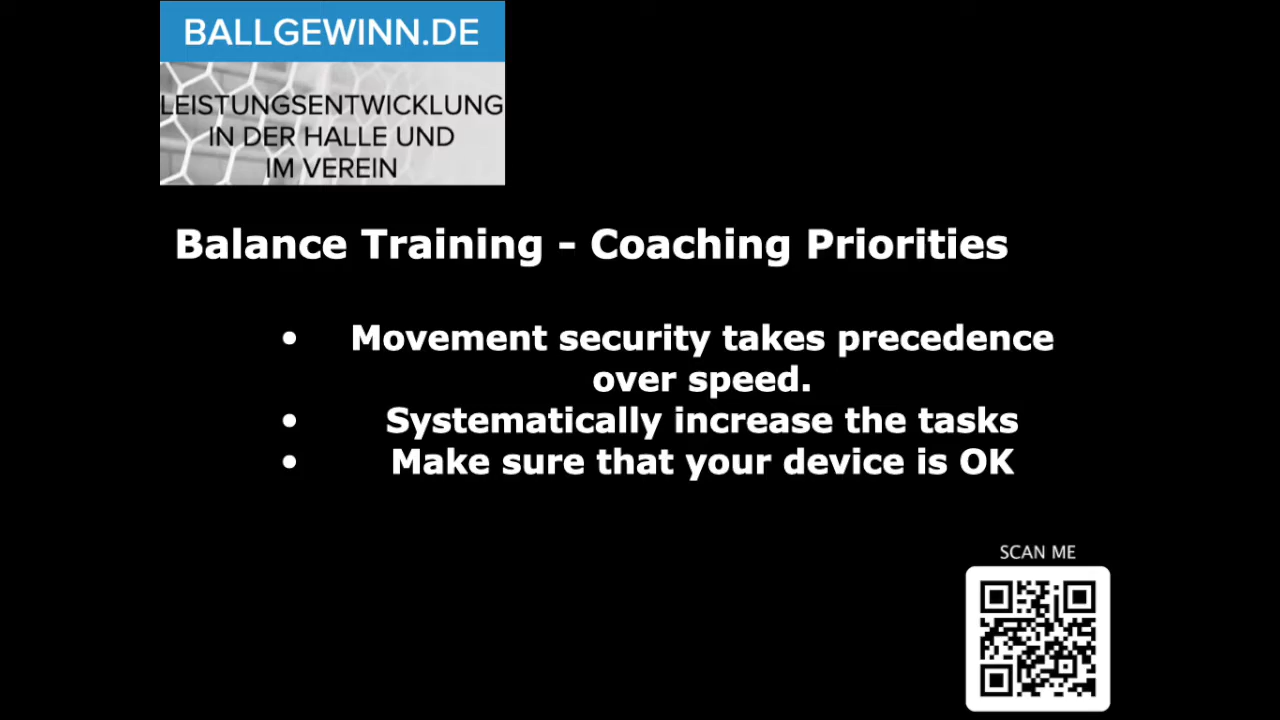 BALLGEWINN.DE
LEISTUNGSENTWICKLUNG
IN DER HALLE UND
IM VEREIN
Balance Training - Coaching Priorities
• Movement security takes precedence
over speed.
• Systematically increase the tasks
• Make sure that your device is OK
SCAN ME